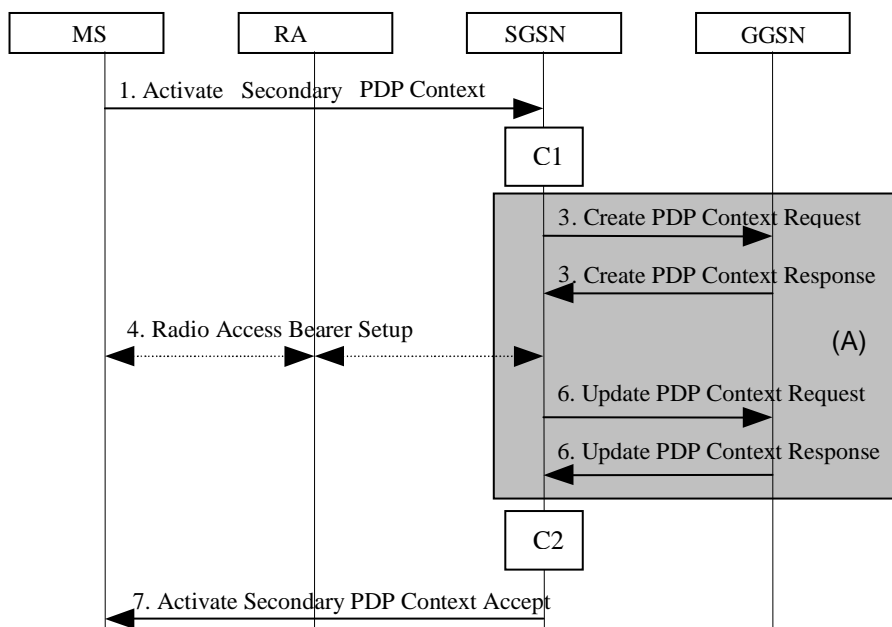 MS RA SGSN GGSN
1. Activate Secondary PDP Context
C1
3. Create PDP Context Request
3. Create PDP Context Response
4. Radio Access Bearer Setup
(A)
6. Update PDP Context Request
6. Update PDP Context Response
C2
7. Activate Secondary PDP Context Accept